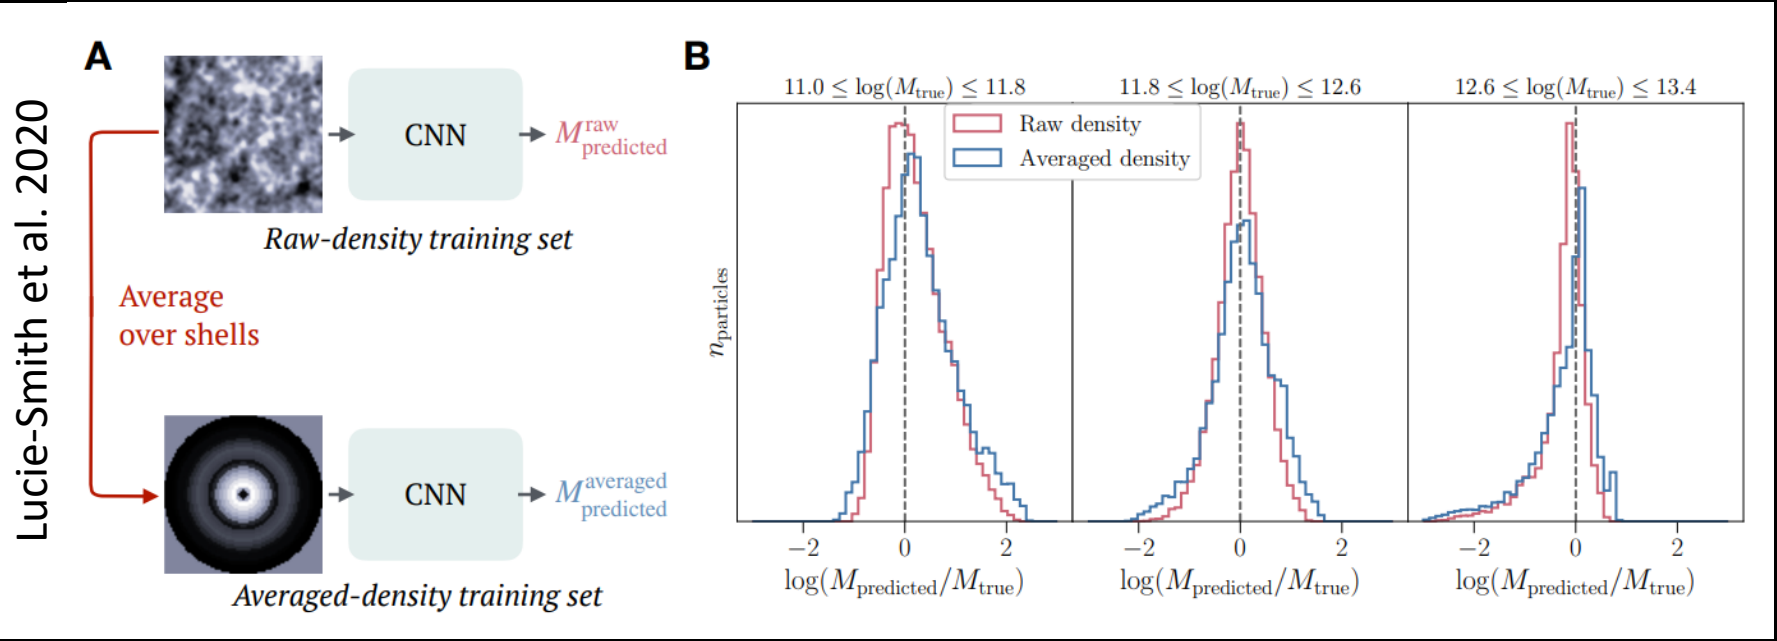 Lucie-Smith et al. 2020
A
CNN
M^raw_predicted
Raw-density training set
Average
over shells
CNN
M^averaged_predicted
Averaged-density training set
B
11.0 ≤ log(M_true) ≤ 11.8
11.8 ≤ log(M_true) ≤ 12.6
12.6 ≤ log(M_true) ≤ 13.4
Raw density
Averaged density
n_particles
−2 0 2
−2 0 2
−2 0 2
log(M_predicted/M_true)
log(M_predicted/M_true)
log(M_predicted/M_true)